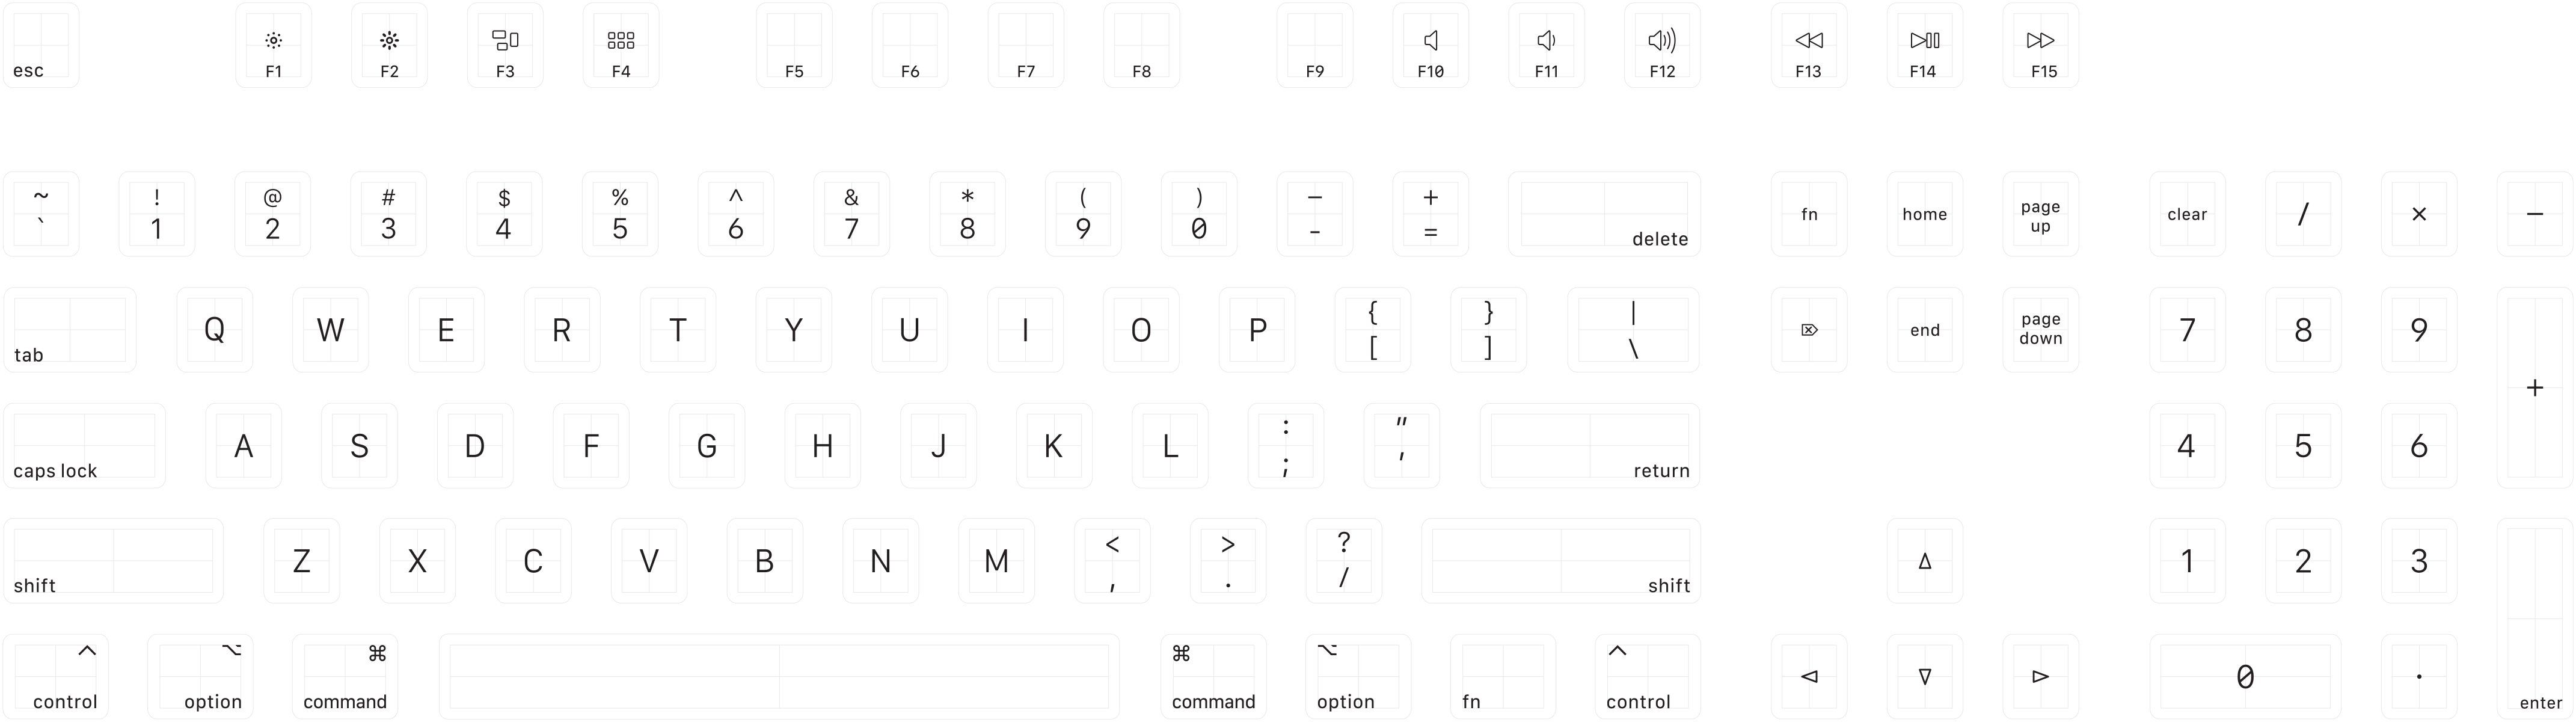 esc F1 F2 F3 F4 F5 F6 F7 F8 F9 F10 F11 F12 F13 F14 F15
~ ! @ # $ % ^ & * ( ) – +
` 1 2 3 4 5 6 7 8 9 0 - = delete fn home page up clear / × –
tab Q W E R T Y U I O P { [ } ] | \ ⌦ end page down 7 8 9 +
caps lock A S D F G H J K L : ; " ' return 4 5 6
shift Z X C V B N M < , > . ? / shift 1 2 3
control ^ option ⌥ command ⌘ ⌘ command ⌥ option fn ^ control 0 . enter